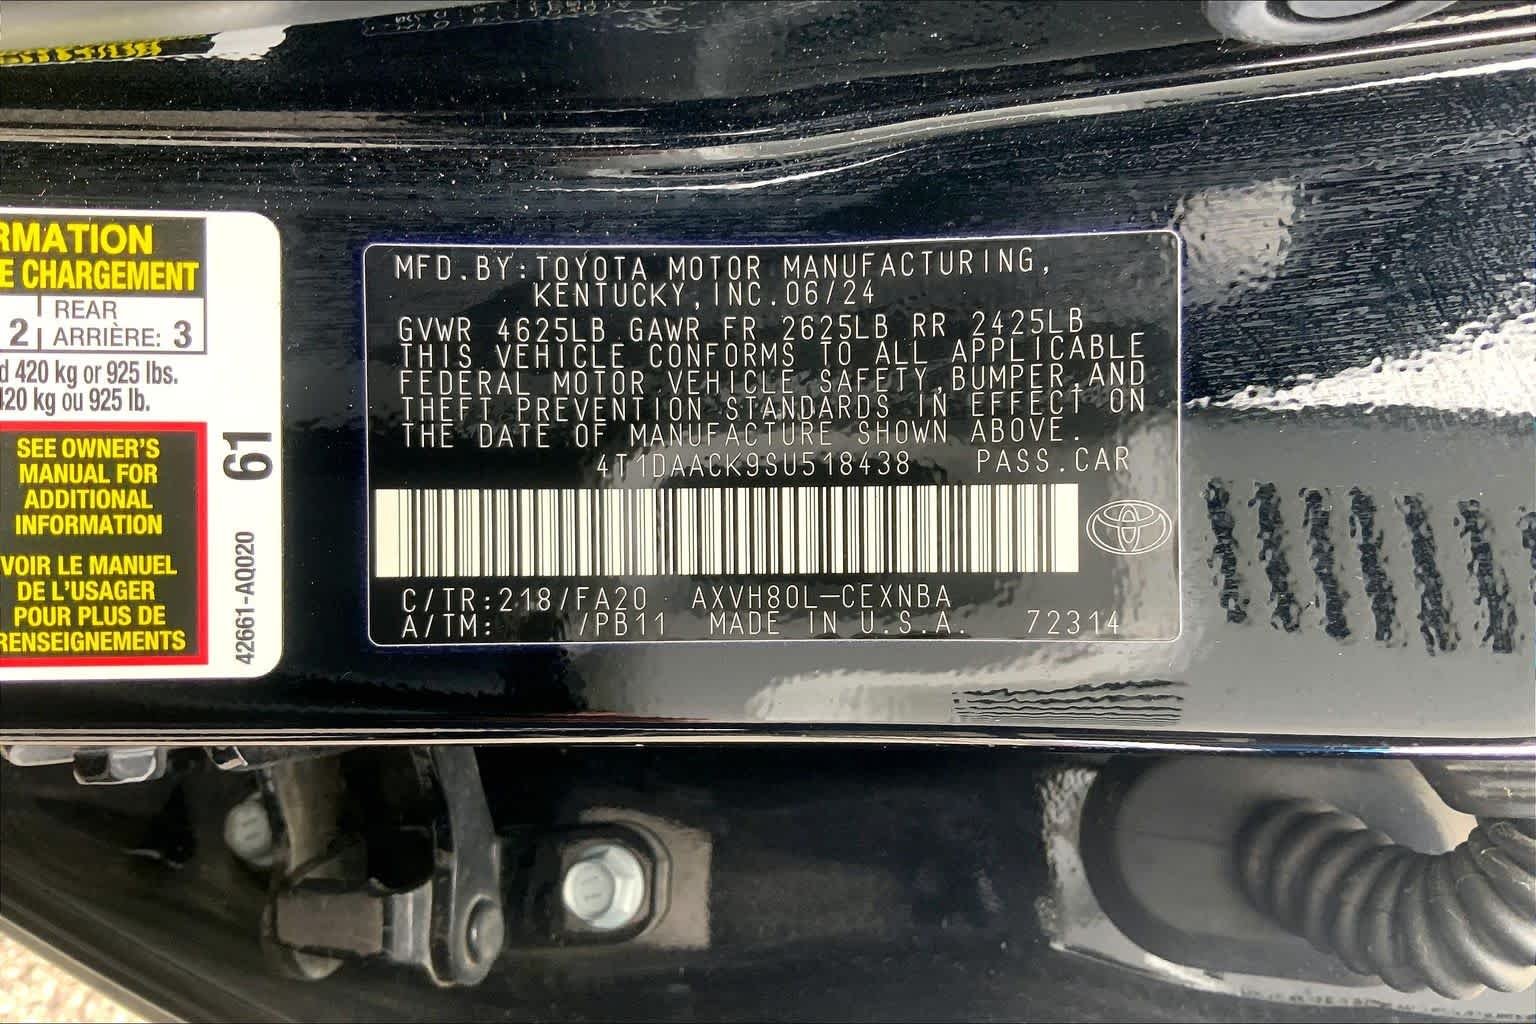 RMATION
E CHARGEMENT
2 | REAR
ARRIÈRE: 3
d 420 kg or 925 lbs.
420 kg ou 925 lb.
SEE OWNER'S
MANUAL FOR
ADDITIONAL
INFORMATION
VOIR LE MANUEL
DE L'USAGER
POUR PLUS DE
RENSEIGNEMENTS
61
42661-AQ020
MFD.BY:TOYOTA MOTOR MANUFACTURING,
KENTUCKY,INC.06/24
GVWR 4625LB GAWR FR 2625LB RR 2425LB
THIS VEHICLE CONFORMS TO ALL APPLICABLE
FEDERAL MOTOR VEHICLE SAFETY,BUMPER,AND
THEFT PREVENTION STANDARDS IN EFFECT ON
THE DATE OF MANUFACTURE SHOWN ABOVE.
4T1DAACK9SU518438 PASS.CAR
C/TR:218/FA20 AXVH80L-CEXNBA
A/TM: /PB11 MADE IN U.S.A. 72314